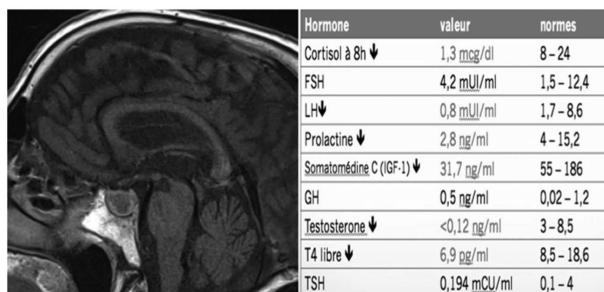 Hormone valeur normes
Cortisol à 8h ↓ 1,3 mcg/dl 8 – 24
FSH 4,2 mUI/ml 1,5 – 12,4
LH↓ 0,8 mUI/ml 1,7 – 8,6
Prolactine ↓ 2,8 ng/ml 4 – 15,2
Somatomédine C (IGF-1) ↓ 31,7 ng/ml 55 – 186
GH 0,5 ng/ml 0,02 – 1,2
Testosterone ↓ <0,12 ng/ml 3 – 8,5
T4 libre ↓ 6,9 pg/ml 8,5 – 18,6
TSH 0,194 mCU/ml 0,1 – 4